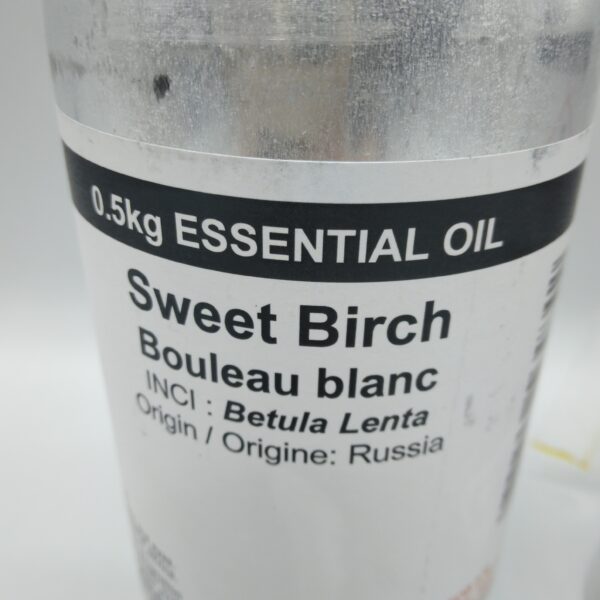 0.5kg ESSENTIAL OIL
Sweet Birch
Bouleau blanc
INCI : Betula Lenta
Origin / Origine: Russia